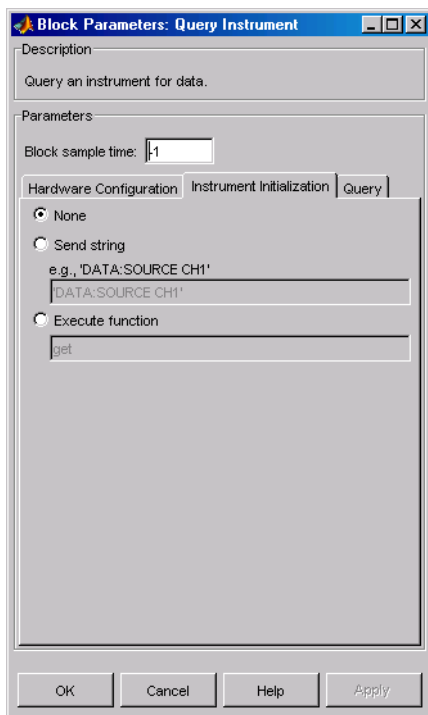 Block Parameters: Query Instrument
Description
Query an instrument for data.
Parameters
Block sample time: -1
Hardware Configuration Instrument Initialization Query
None
Send string
e.g., 'DATA:SOURCE CH1'
'DATA:SOURCE CH1'
Execute function
get
OK Cancel Help Apply